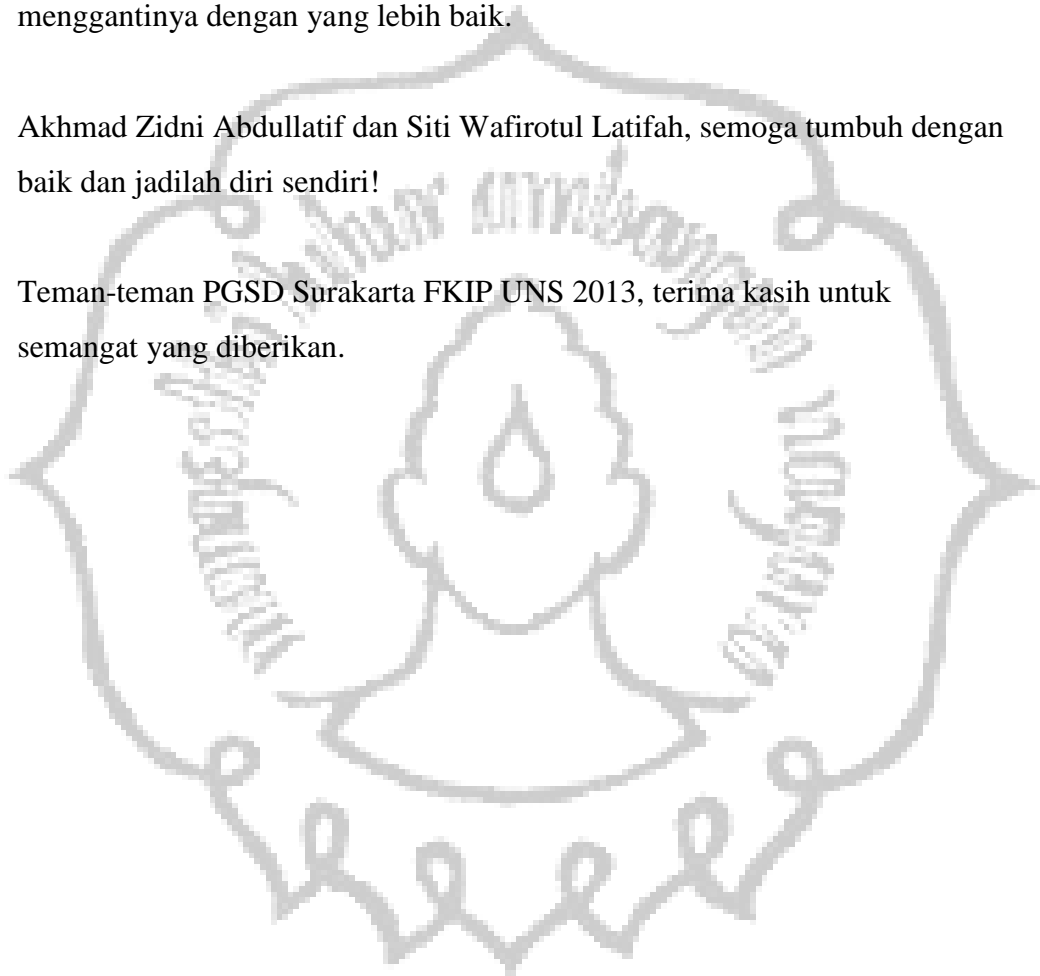 menggantinya dengan yang lebih baik.
Akhmad Zidni Abdullatif dan Siti Wafirotul Latifah, semoga tumbuh dengan
baik dan jadilah diri sendiri!
Teman-teman PGSD Surakarta FKIP UNS 2013, terima kasih untuk
semangat yang diberikan.